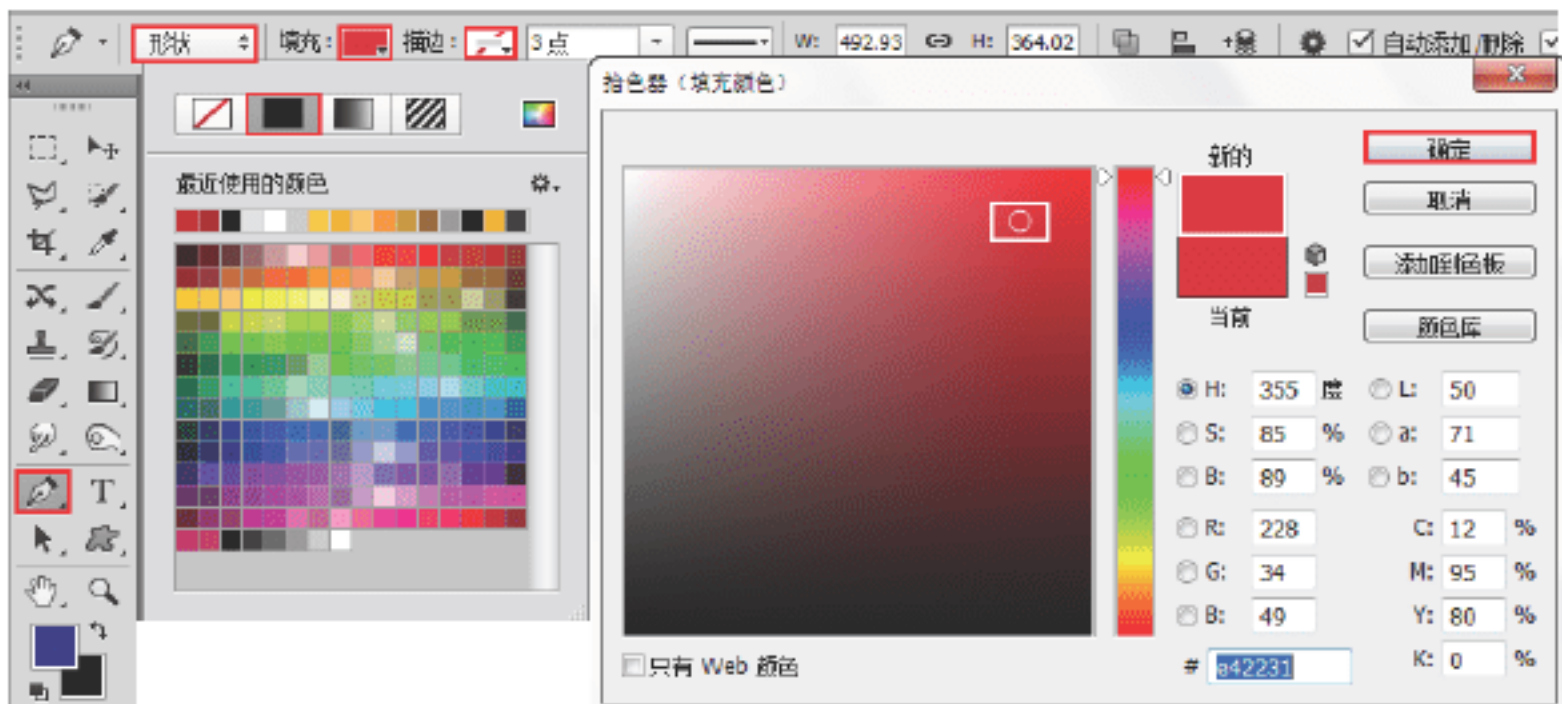 形状 填充： 描边： 3点 W: 492.93 H: 364.02 自动添加/删除
拾色器（填充颜色）
最近使用的颜色
新的
当前
确定
取消
添加到色板
颜色库
H: 355 度 L: 50
S: 85 % a: 71
B: 89 % b: 45
R: 228 C: 12 %
G: 34 M: 95 %
B: 49 Y: 80 %
# e42231 K: 0 %
只有 Web 颜色
T